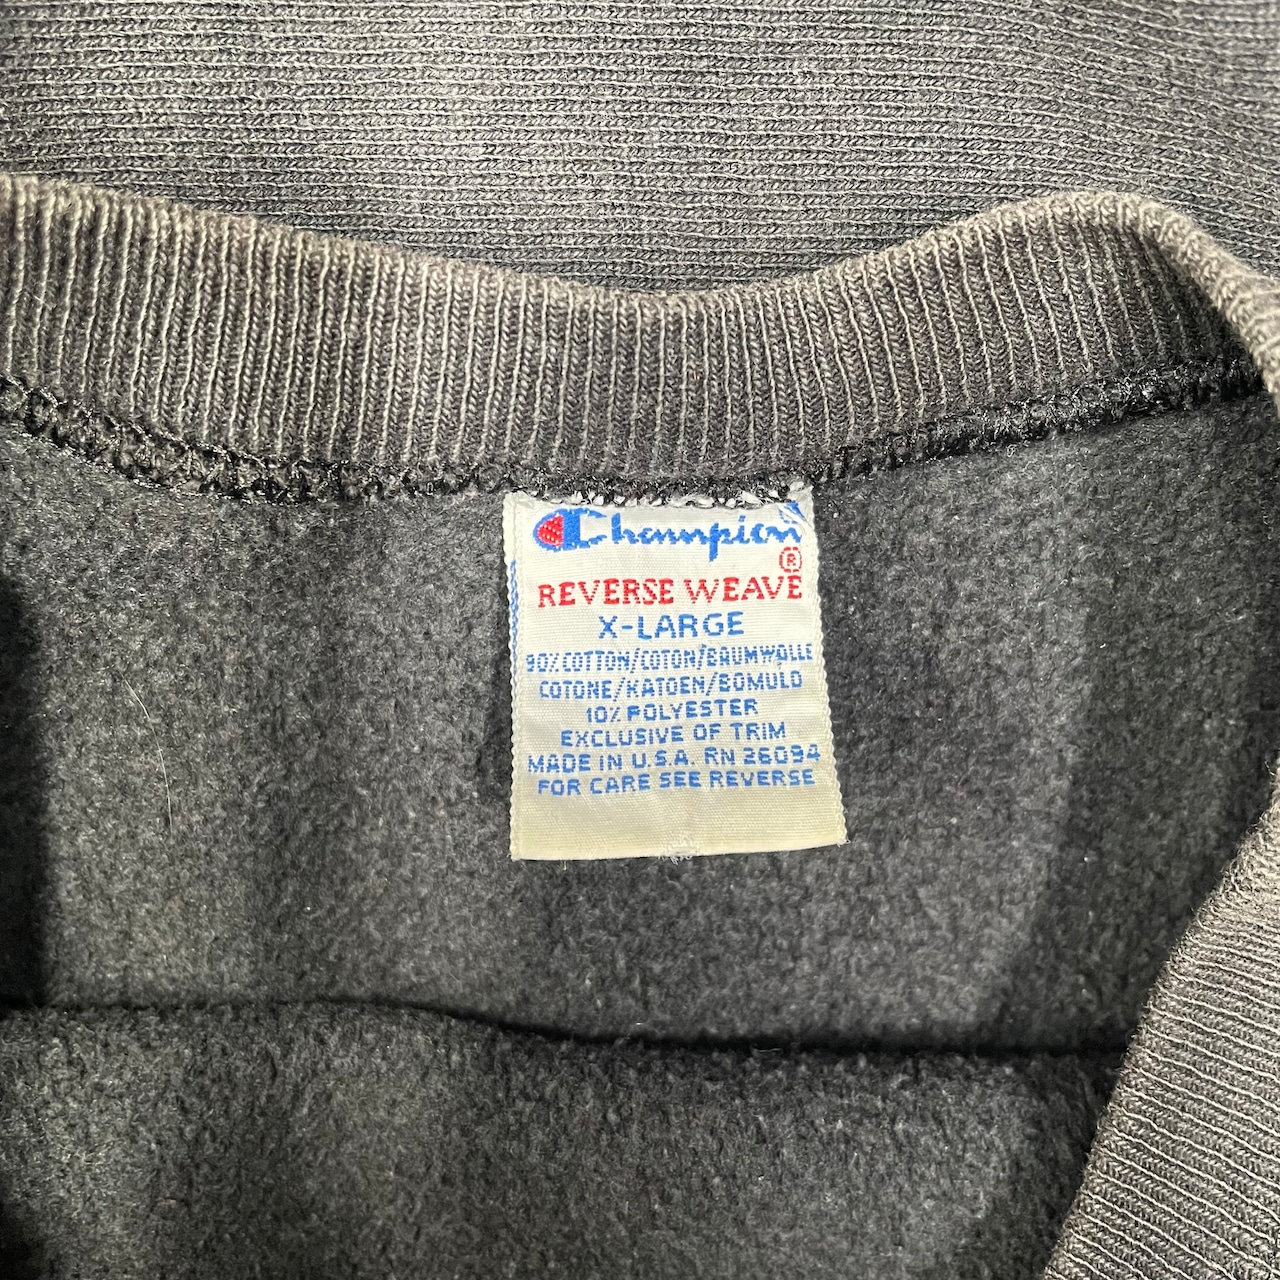 Champion
®
REVERSE WEAVE
X-LARGE
90% COTTON/COTON/BAUMWOLLE
COTONE/KATOEN/BOMULD
10% POLYESTER
EXCLUSIVE OF TRIM
MADE IN U.S.A. RN 26094
FOR CARE SEE REVERSE